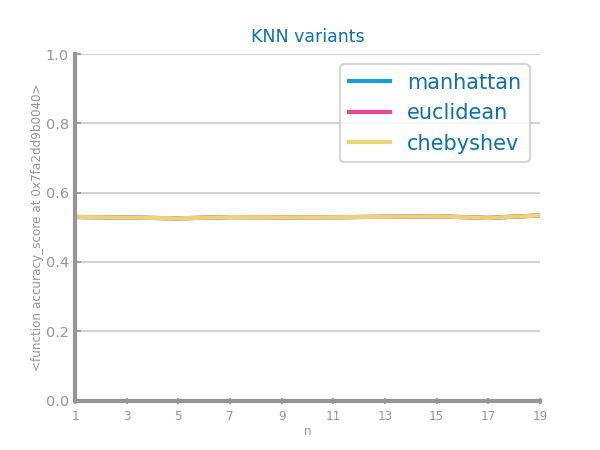 KNN variants
manhattan
euclidean
chebyshev
<function accuracy_score at 0x7fa2dd9b0040>
1.0
0.8
0.6
0.4
0.2
0.0
1 3 5 7 9 11 13 15 17 19
n